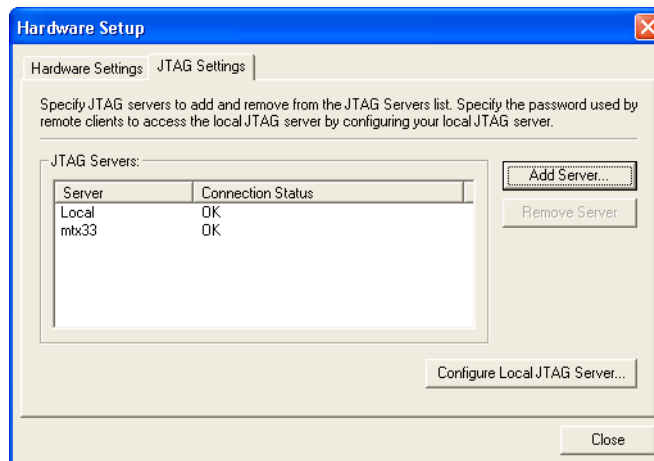 Hardware Setup
Hardware Settings JTAG Settings
Specify JTAG servers to add and remove from the JTAG Servers list. Specify the password used by
remote clients to access the local JTAG server by configuring your local JTAG server.
JTAG Servers:
Add Server...
Server Connection Status
Local OK
Remove Server
mtx33 OK
Configure Local JTAG Server...
Close